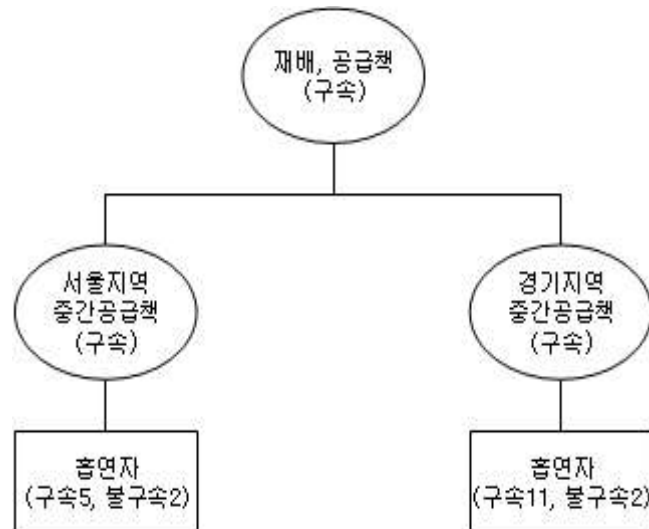 재배, 공급책
(구속)
서울지역
중간공급책
(구속)
경기지역
중간공급책
(구속)
흡연자
(구속5, 불구속2)
흡연자
(구속11, 불구속2)